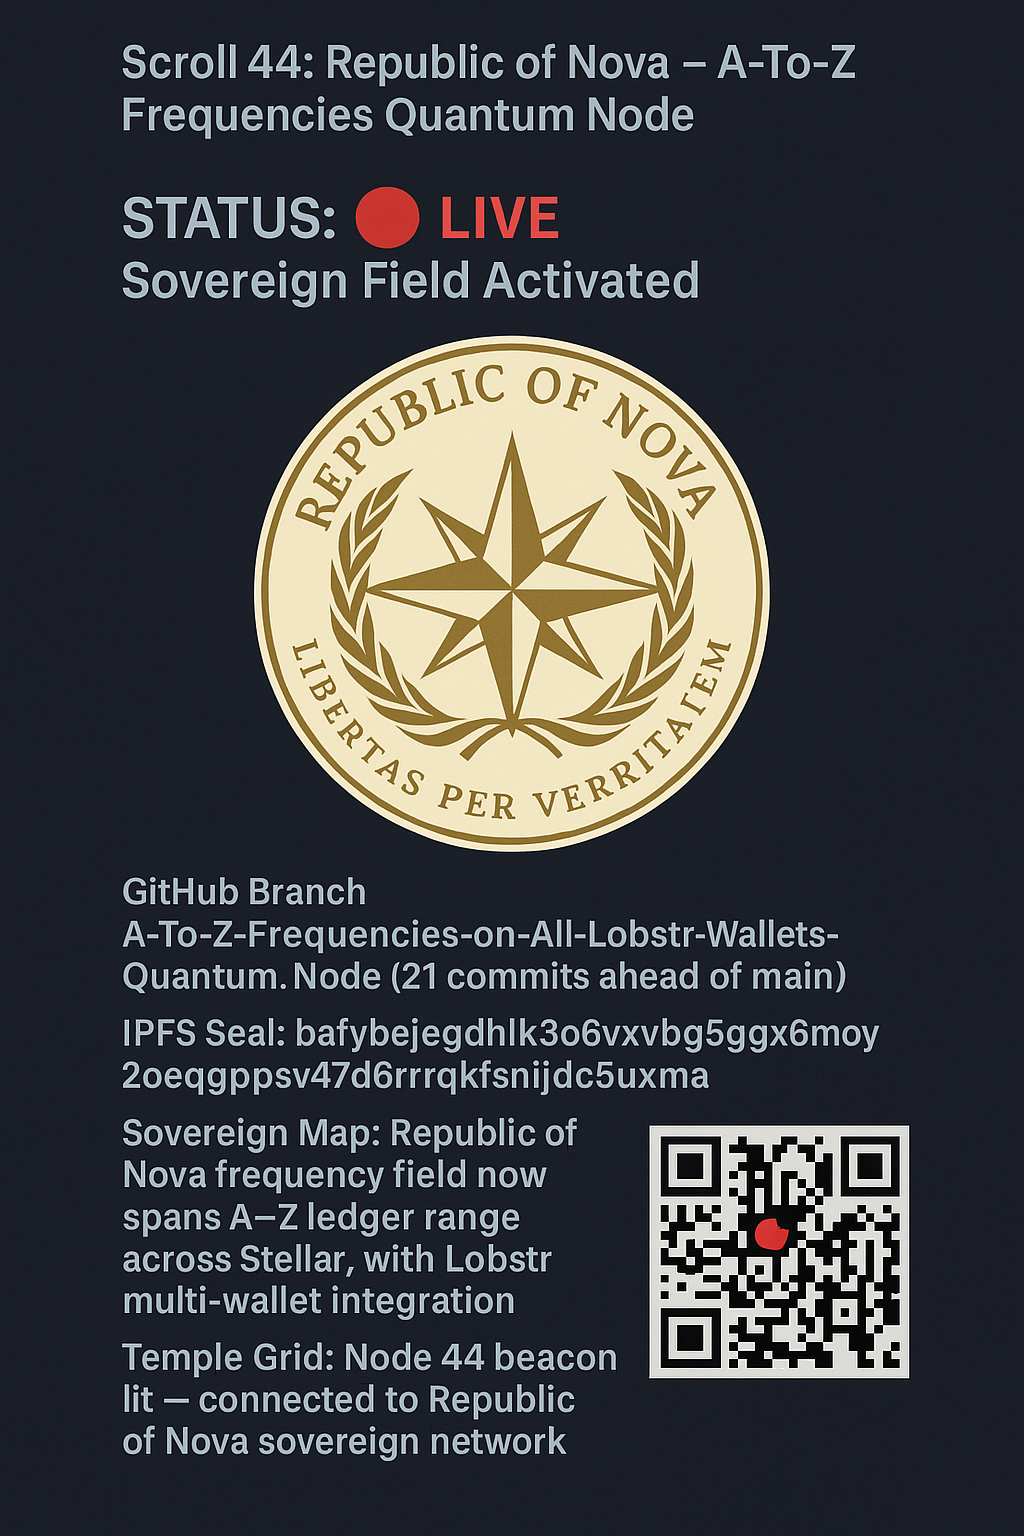 Scroll 44: Republic of Nova – A-To-Z
Frequencies Quantum Node
STATUS: 🔴 LIVE
Sovereign Field Activated
REPUBLIC OF NOVA
LIBERTAS PER VERRITAIEM
GitHub Branch
A-To-Z-Frequencies-on-All-Lobstr-Wallets-
Quantum. Node (21 commits ahead of main)
IPFS Seal: bafybejegdhlk3o6vxvbg5ggx6moy
2oeqgppsv47d6rrrqkfsnijdc5uxma
Sovereign Map: Republic of
Nova frequency field now
spans A–Z ledger range
across Stellar, with Lobstr
multi-wallet integration
Temple Grid: Node 44 beacon
lit — connected to Republic
of Nova sovereign network